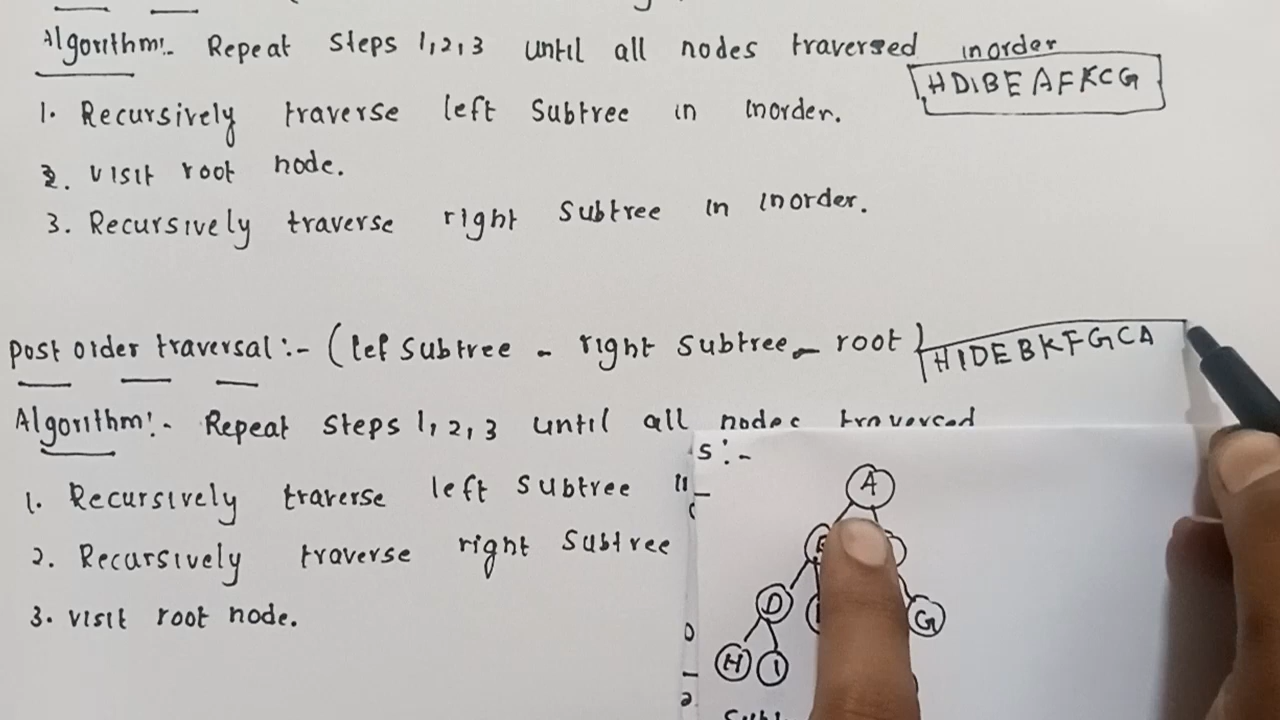 Algorithm:- Repeat steps 1,2,3 until all nodes traversed
inorder
HDIBEAFKCG
1. Recursively traverse left Subtree in inorder.
2. visit root node.
3. Recursively traverse right subtree in inorder.
post order traversal:- (lef subtree - right subtree - root)
HIDEBKFGCA
Algorithm:- Repeat steps 1,2,3 until all nodes traversed
1. Recursively traverse left subtree
2. Recursively traverse right subtree
3. visit root node.
S:-
A
D
G
H I